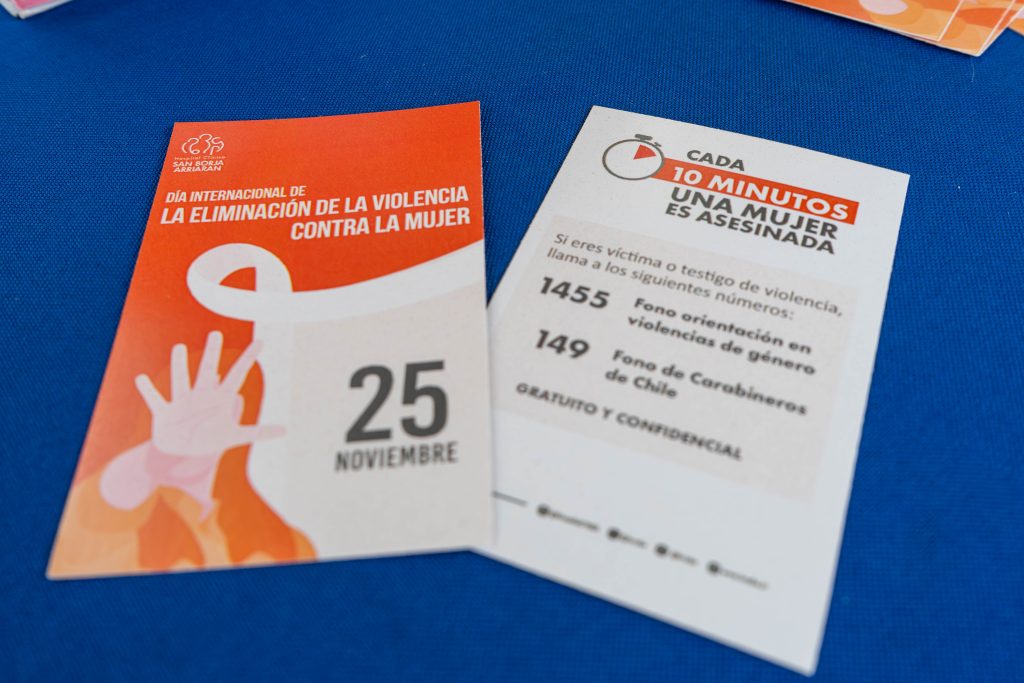 Hospital Clínico
SAN BORJA
ARRIARÁN
DÍA INTERNACIONAL DE
LA ELIMINACIÓN DE LA VIOLENCIA
CONTRA LA MUJER
25
NOVIEMBRE
CADA
10 MINUTOS
UNA MUJER
ES ASESINADA
Si eres víctima o testigo de violencia,
llama a los siguientes números:
1455 Fono orientación en
violencias de género
149 Fono de Carabineros
de Chile
GRATUITO Y CONFIDENCIAL